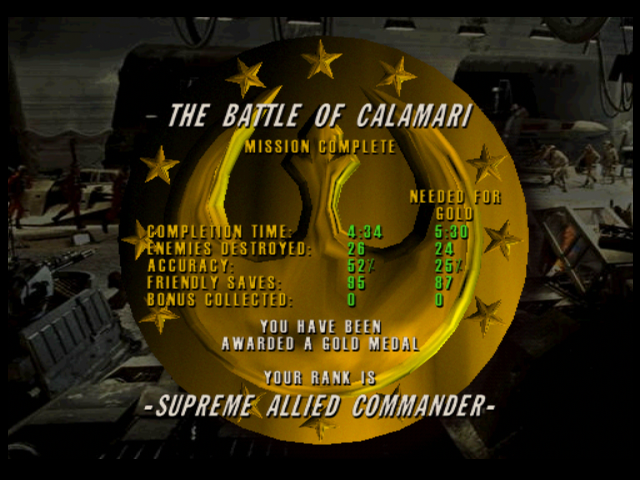 - THE BATTLE OF CALAMARI
MISSION COMPLETE
NEEDED FOR
GOLD
COMPLETION TIME: 4:34 5:30
ENEMIES DESTROYED: 26 24
ACCURACY: 52% 25%
FRIENDLY SAVES: 95 87
BONUS COLLECTED: 0 0
YOU HAVE BEEN
AWARDED A GOLD MEDAL
YOUR RANK IS
-SUPREME ALLIED COMMANDER-